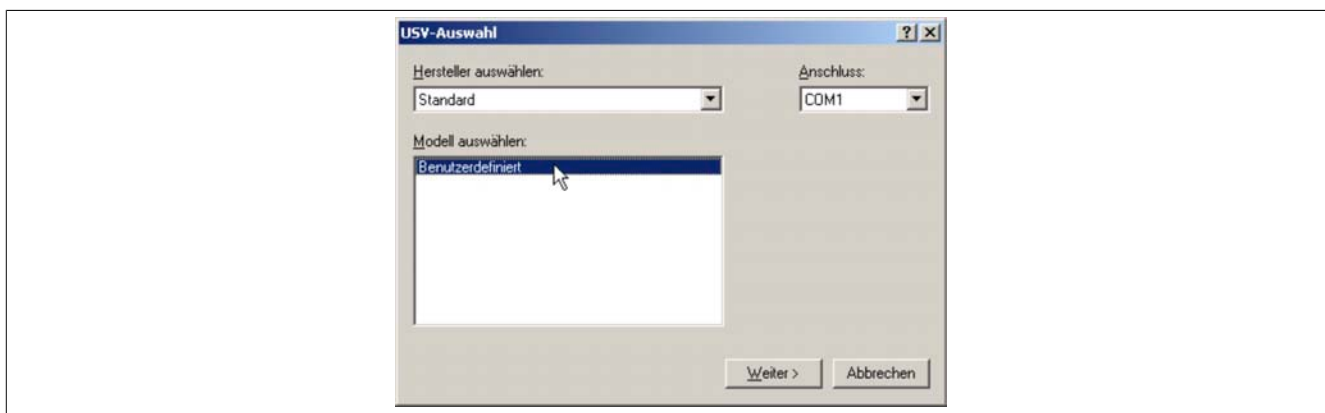 USV-Auswahl
Hersteller auswählen:
Anschluss:
Standard
COM1
Modell auswählen:
Benutzerdefiniert
Weiter >
Abbrechen